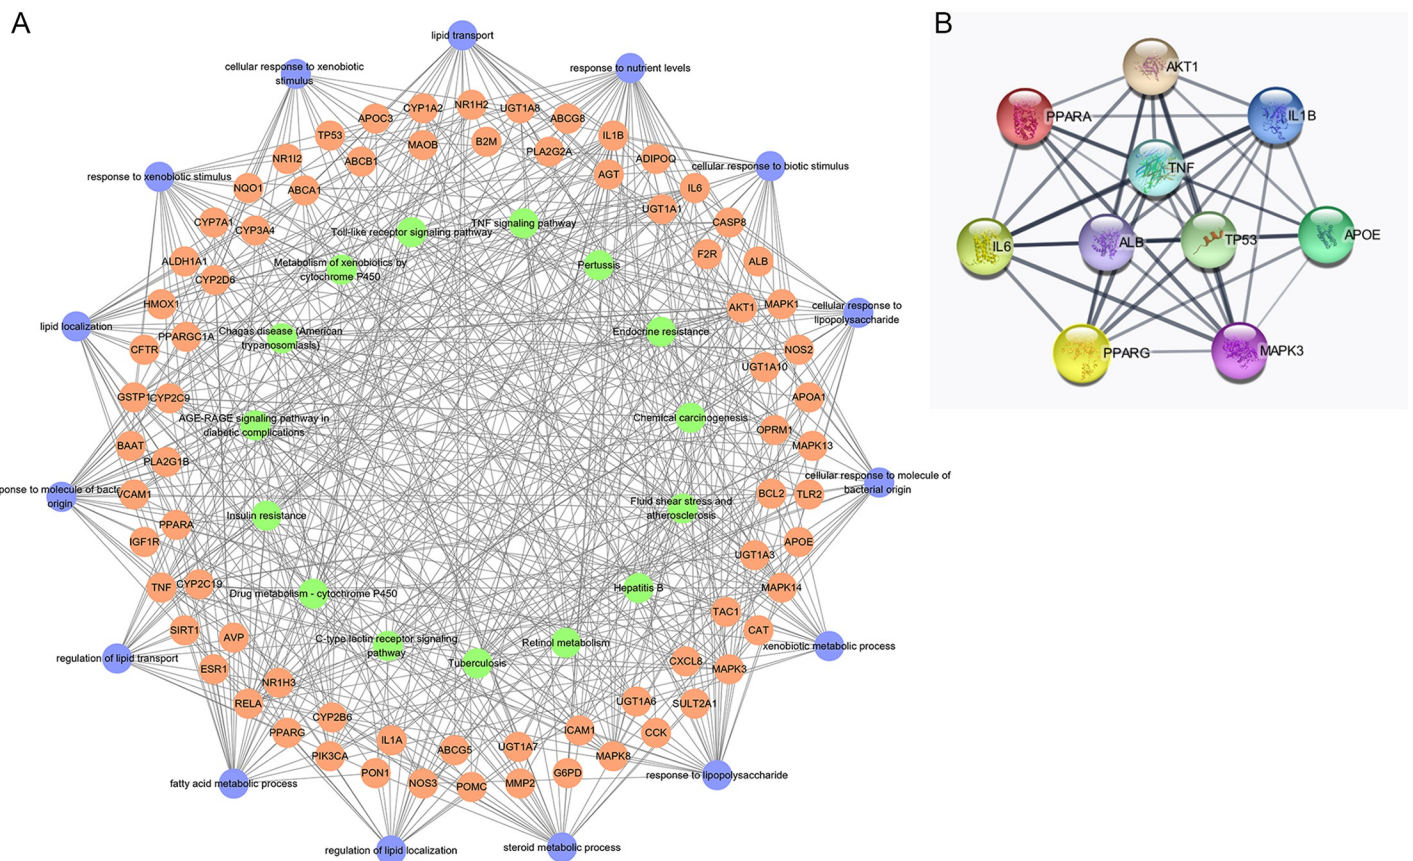 A
B
lipid transport
cellular response to xenobiotic
stimulus
response to nutrient levels
AKT1
PPARA
IL1B
TNF
IL6
ALB
TP53
APOE
PPARG
MAPK3
CYP1A2
NR1H2
UGT1A8
APOC3
ABCG8
TP53
MAOB
B2M
IL1B
NR1I2
ABCB1
PLA2G2A
ADIPOQ
cellular response to biotic stimulus
response to xenobiotic stimulus
NQO1
ABCA1
AGT
IL6
CYP7A1
CYP3A4
UGT1A1
CASP8
Toll-like receptor signaling pathway
TNF signaling pathway
ALDH1A1
CYP2D6
Metabolism of xenobiotics by
cytochrome P450
Pertussis
F2R
ALB
HMOX1
AKT1
MAPK1
cellular response to
lipopolysaccharide
lipid localization
PPARGC1A
Chagas disease (American
trypanosomiasis)
Endocrine resistance
CFTR
NOS2
UGT1A10
GSTP1
CYP2C9
APOA1
AGE-RAGE signaling pathway in
diabetic complications
Chemical carcinogenesis
OPRM1
MAPK13
BAAT
PLA2G1B
cellular response to molecule of
bacterial origin
ponse to molecule of bacte
origin
VCAM1
BCL2
TLR2
Fluid shear stress and
atherosclerosis
Insulin resistance
PPARA
IGF1R
APOE
UGT1A3
TNF
CYP2C19
Drug metabolism - cytochrome P450
Hepatitis B
MAPK14
TAC1
SIRT1
AVP
C-type lectin receptor signaling
pathway
Retinol metabolism
CAT
xenobiotic metabolic process
regulation of lipid transport
ESR1
Tuberculosis
CXCL8
MAPK3
NR1H3
RELA
UGT1A6
SULT2A1
CYP2B6
PPARG
ICAM1
CCK
PIK3CA
IL1A
ABCG5
UGT1A7
MAPK8
PON1
NOS3
POMC
MMP2
G6PD
response to lipopolysaccharide
fatty acid metabolic process
regulation of lipid localization
steroid metabolic process